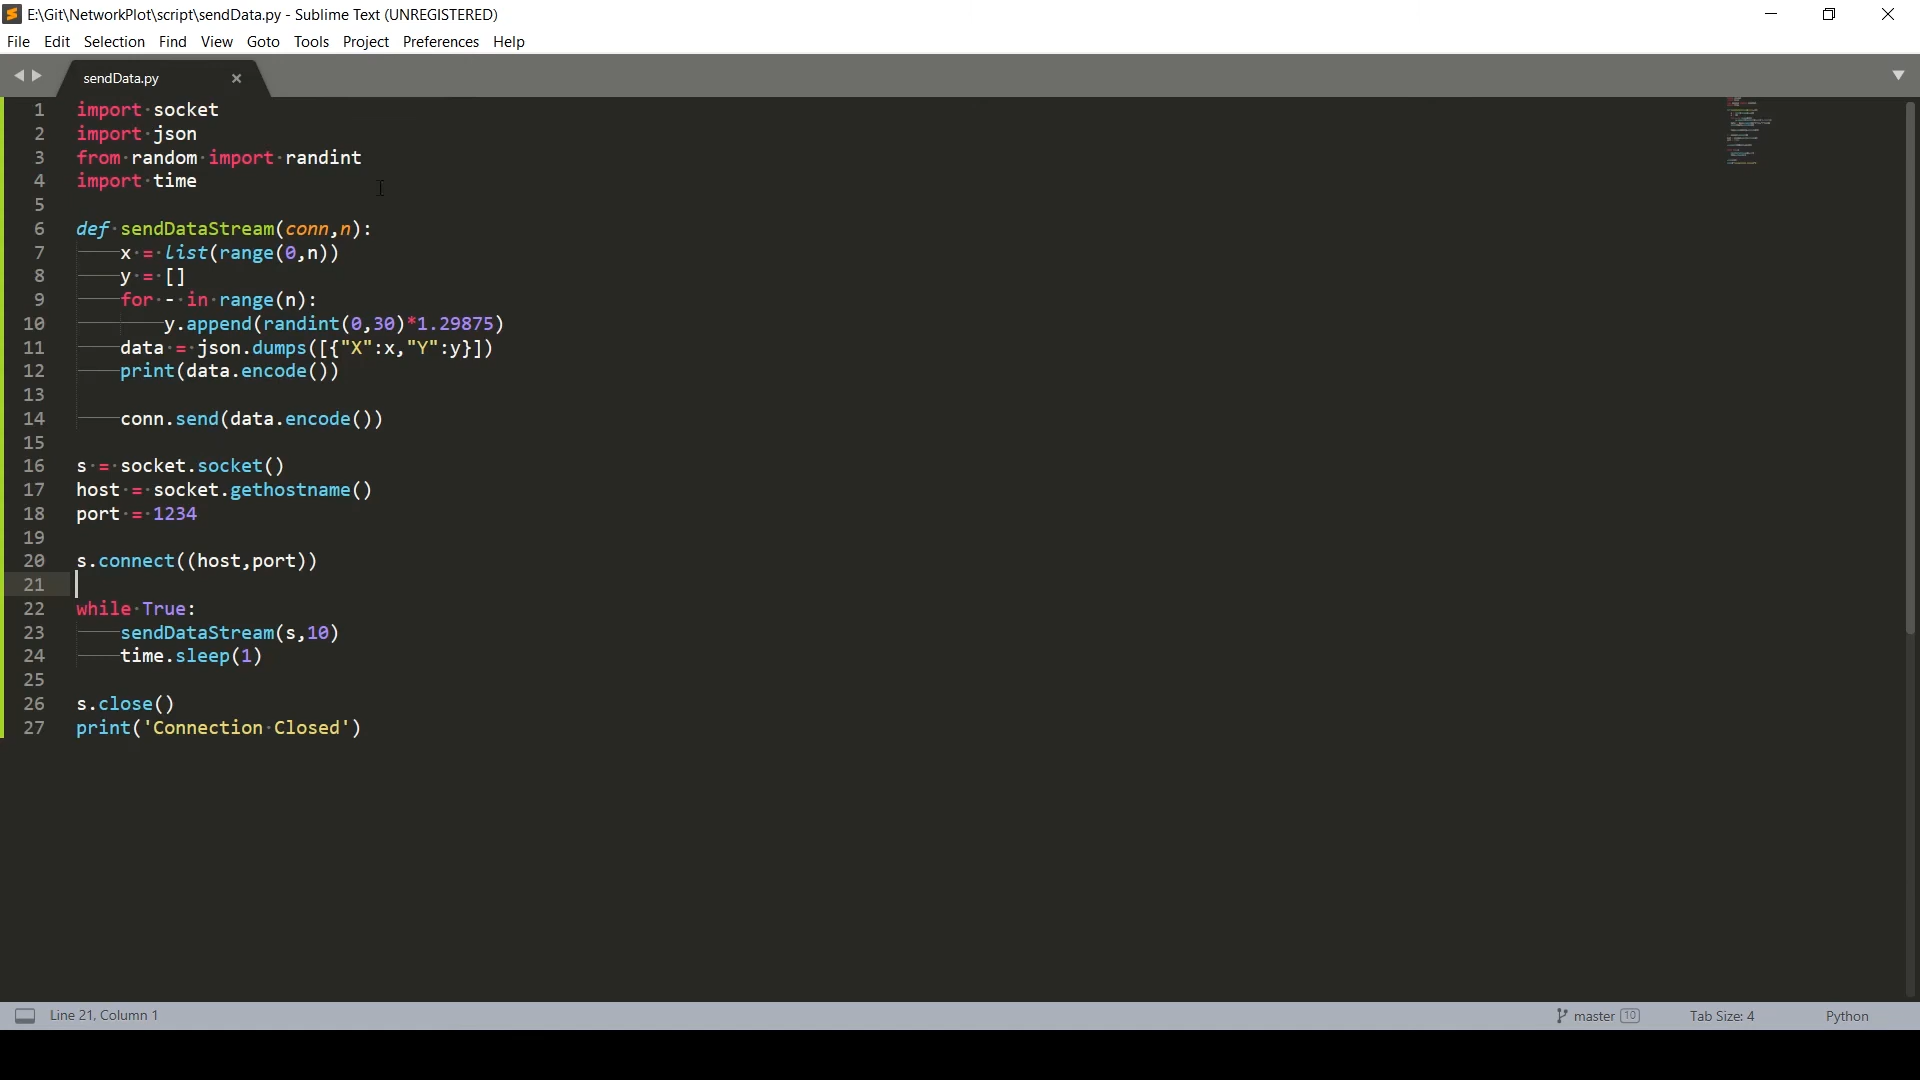 E:\Git\NetworkPlot\script\sendData.py - Sublime Text (UNREGISTERED)
File Edit Selection Find View Goto Tools Project Preferences Help
sendData.py
1 import socket
2 import json
3 from random import randint
4 import time
5
6 def sendDataStream(conn,n):
7 x = list(range(0,n))
8 y = []
9 for - in range(n):
10 y.append(randint(0,30)*1.29875)
11 data = json.dumps([{"X":x,"Y":y}])
12 print(data.encode())
13
14 conn.send(data.encode())
15
16 s = socket.socket()
17 host = socket.gethostname()
18 port = 1234
19
20 s.connect((host,port))
21
22 while True:
23 sendDataStream(s,10)
24 time.sleep(1)
25
26 s.close()
27 print('Connection Closed')
Line 21, Column 1 master 10 Tab Size: 4 Python